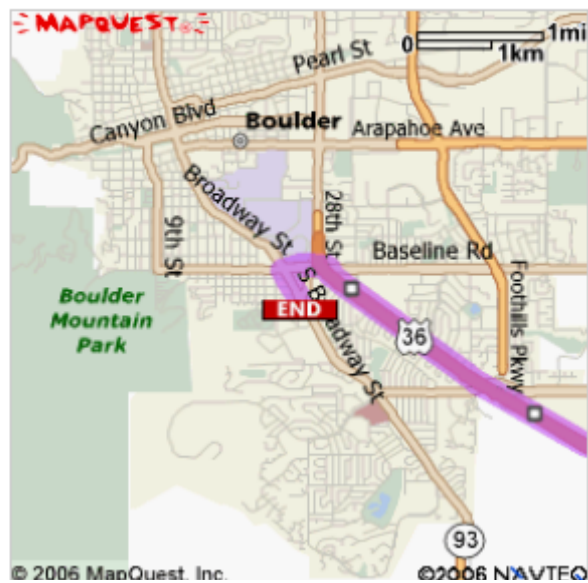 MAPQUEST
0 1mi
1km
Pearl St
Canyon Blvd
Boulder
Arapahoe Ave
Broadway St
28th St
9th St
Baseline Rd
S Broadway St
Foothills Pkwy
Boulder
Mountain
Park
END
36
93
© 2006 MapQuest, Inc.
©2006 NAVTEQ